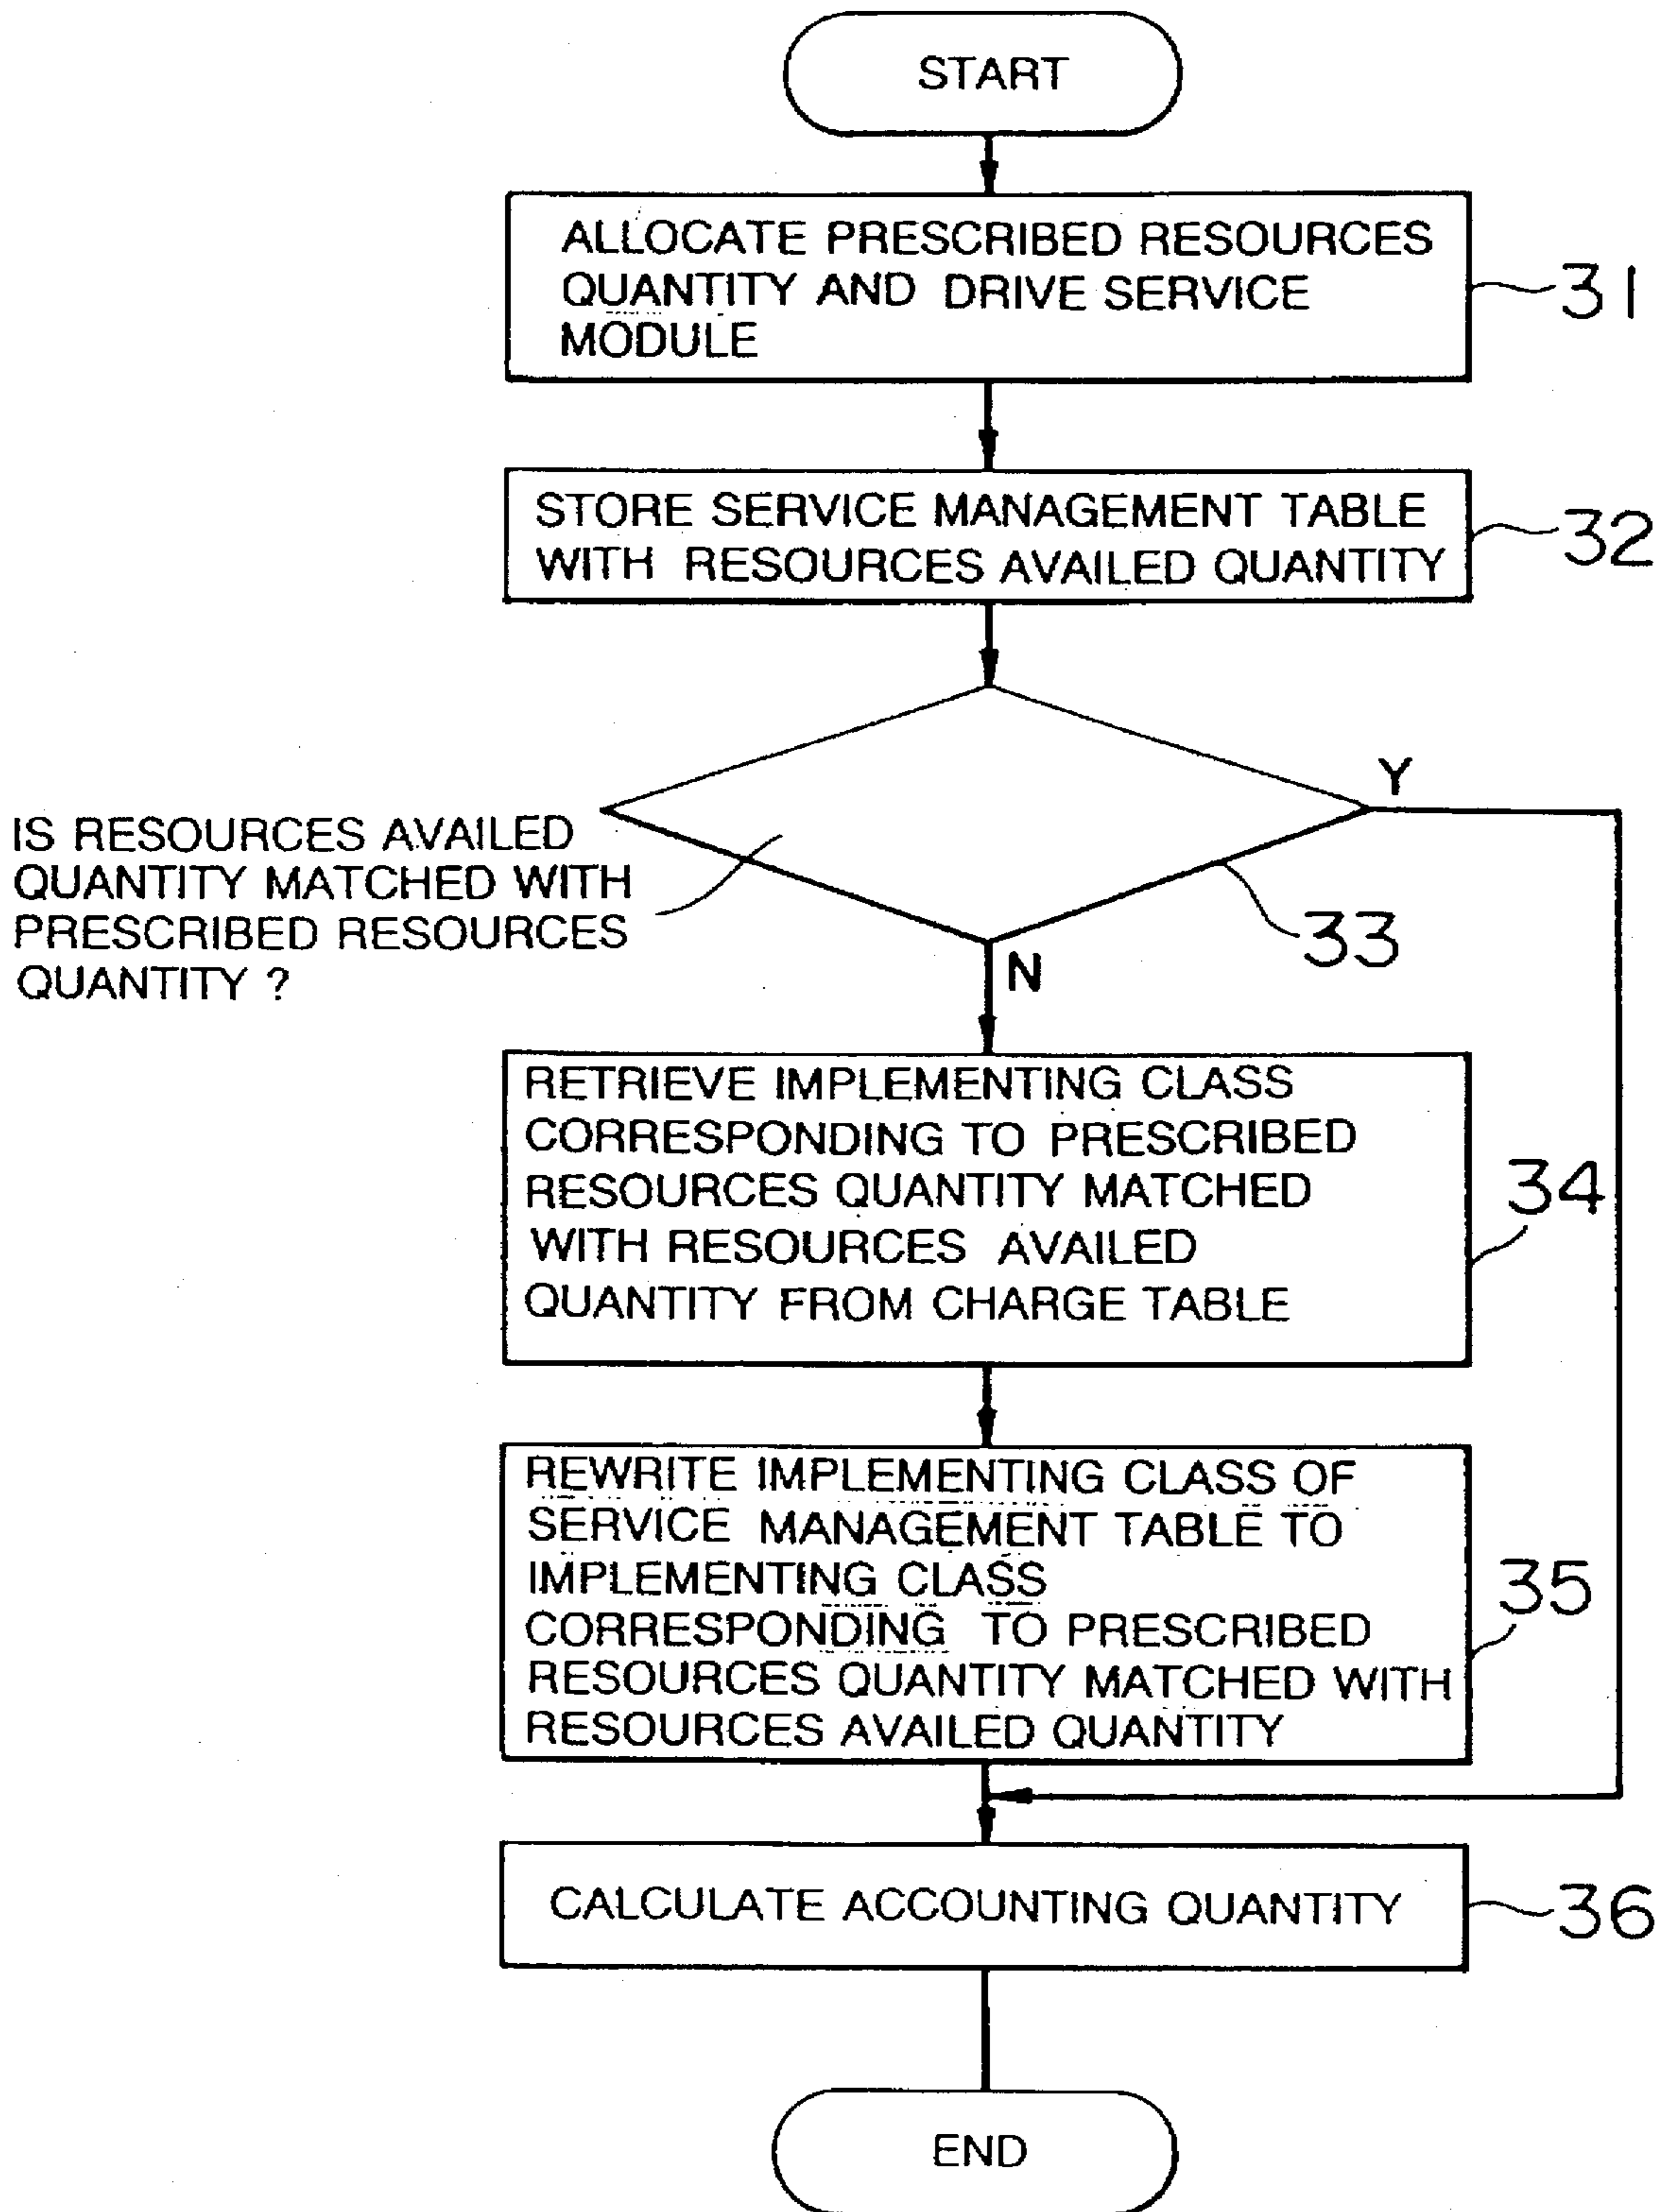 START
ALLOCATE PRESCRIBED RESOURCES
QUANTITY AND DRIVE SERVICE
MODULE
31
STORE SERVICE MANAGEMENT TABLE
WITH RESOURCES AVAILED QUANTITY
32
Y
IS RESOURCES AVAILED
QUANTITY MATCHED WITH
PRESCRIBED RESOURCES
QUANTITY ?
33
N
RETRIEVE IMPLEMENTING CLASS
CORRESPONDING TO PRESCRIBED
RESOURCES QUANTITY MATCHED
WITH RESOURCES AVAILED
QUANTITY FROM CHARGE TABLE
34
REWRITE IMPLEMENTING CLASS OF
SERVICE MANAGEMENT TABLE TO
IMPLEMENTING CLASS
CORRESPONDING TO PRESCRIBED
RESOURCES QUANTITY MATCHED WITH
RESOURCES AVAILED QUANTITY
35
CALCULATE ACCOUNTING QUANTITY
36
END